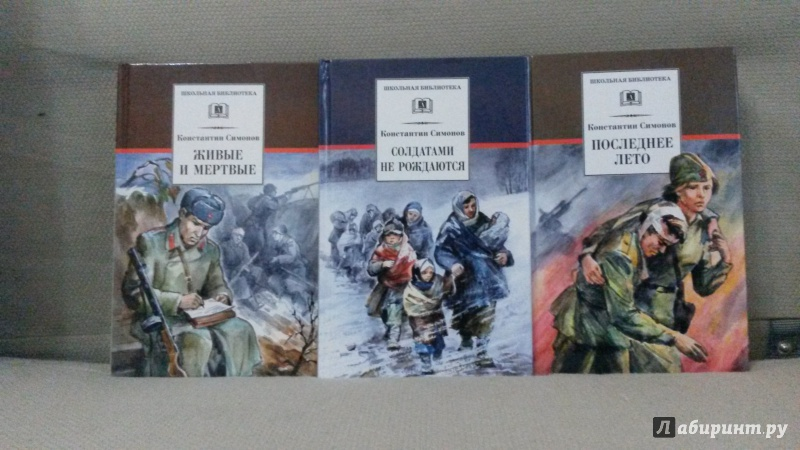 ШКОЛЬНАЯ БИБЛИОТЕКА
Константин Симонов
ЖИВЫЕ
И МЕРТВЫЕ
ШКОЛЬНАЯ БИБЛИОТЕКА
Константин Симонов
СОЛДАТАМИ
НЕ РОЖДАЮТСЯ
ШКОЛЬНАЯ БИБЛИОТЕКА
Константин Симонов
ПОСЛЕДНЕЕ
ЛЕТО
Лабиринт.ру